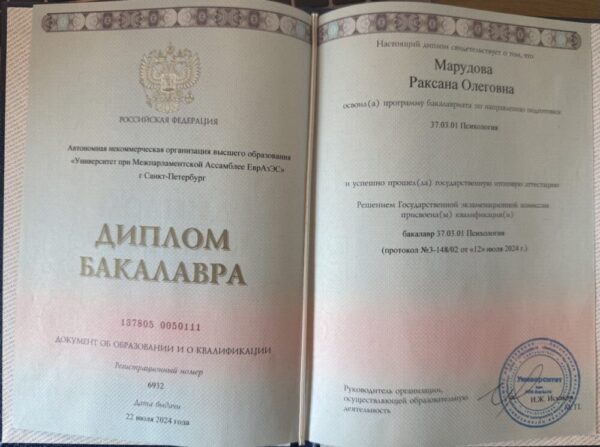 РОССИЙСКАЯ ФЕДЕРАЦИЯ
Автономная некоммерческая организация высшего образования
«Университет при Межпарламентской Ассамблее ЕврАзЭС»
г Санкт-Петербург
ДИПЛОМ
БАКАЛАВРА
137805 0050111
ДОКУМЕНТ ОБ ОБРАЗОВАНИИ И О КВАЛИФИКАЦИИ
Регистрационный номер
6932
Дата выдачи
22 июля 2024 года
Настоящий диплом свидетельствует о том, что
Марудова
Раксана Олеговна
освоил(а) программу бакалавриата по направлению подготовки
37.03.01 Психология
и успешно прошел(ла) государственную итоговую аттестацию
Решением Государственной экзаменационной комиссии
присвоена(ы) квалификация(и)
бакалавр 37.03.01 Психология
(протокол №3-148/02 от «12» июля 2024 г.)
Руководитель организации,
осуществляющей образовательную
деятельность
Университет
при
И.Ж.
М.П.